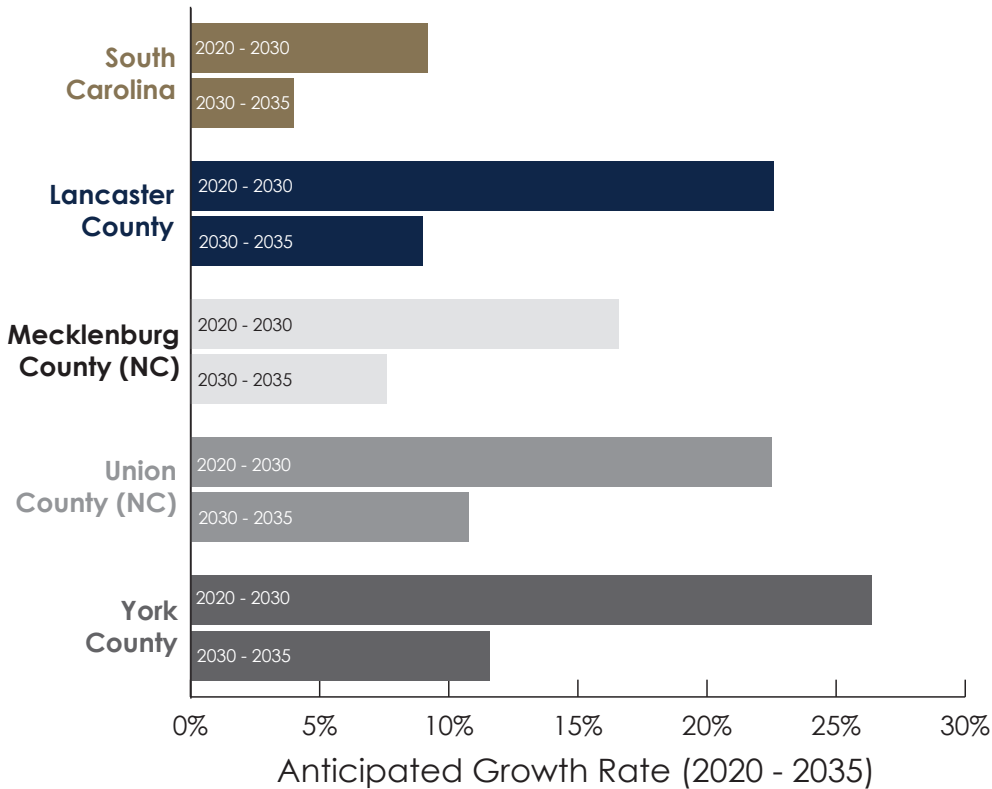 South
Carolina
2020 - 2030
2030 - 2035
Lancaster
County
2020 - 2030
2030 - 2035
Mecklenburg
County (NC)
2020 - 2030
2030 - 2035
Union
County (NC)
2020 - 2030
2030 - 2035
York
County
2020 - 2030
2030 - 2035
0% 5% 10% 15% 20% 25% 30%
Anticipated Growth Rate (2020 - 2035)